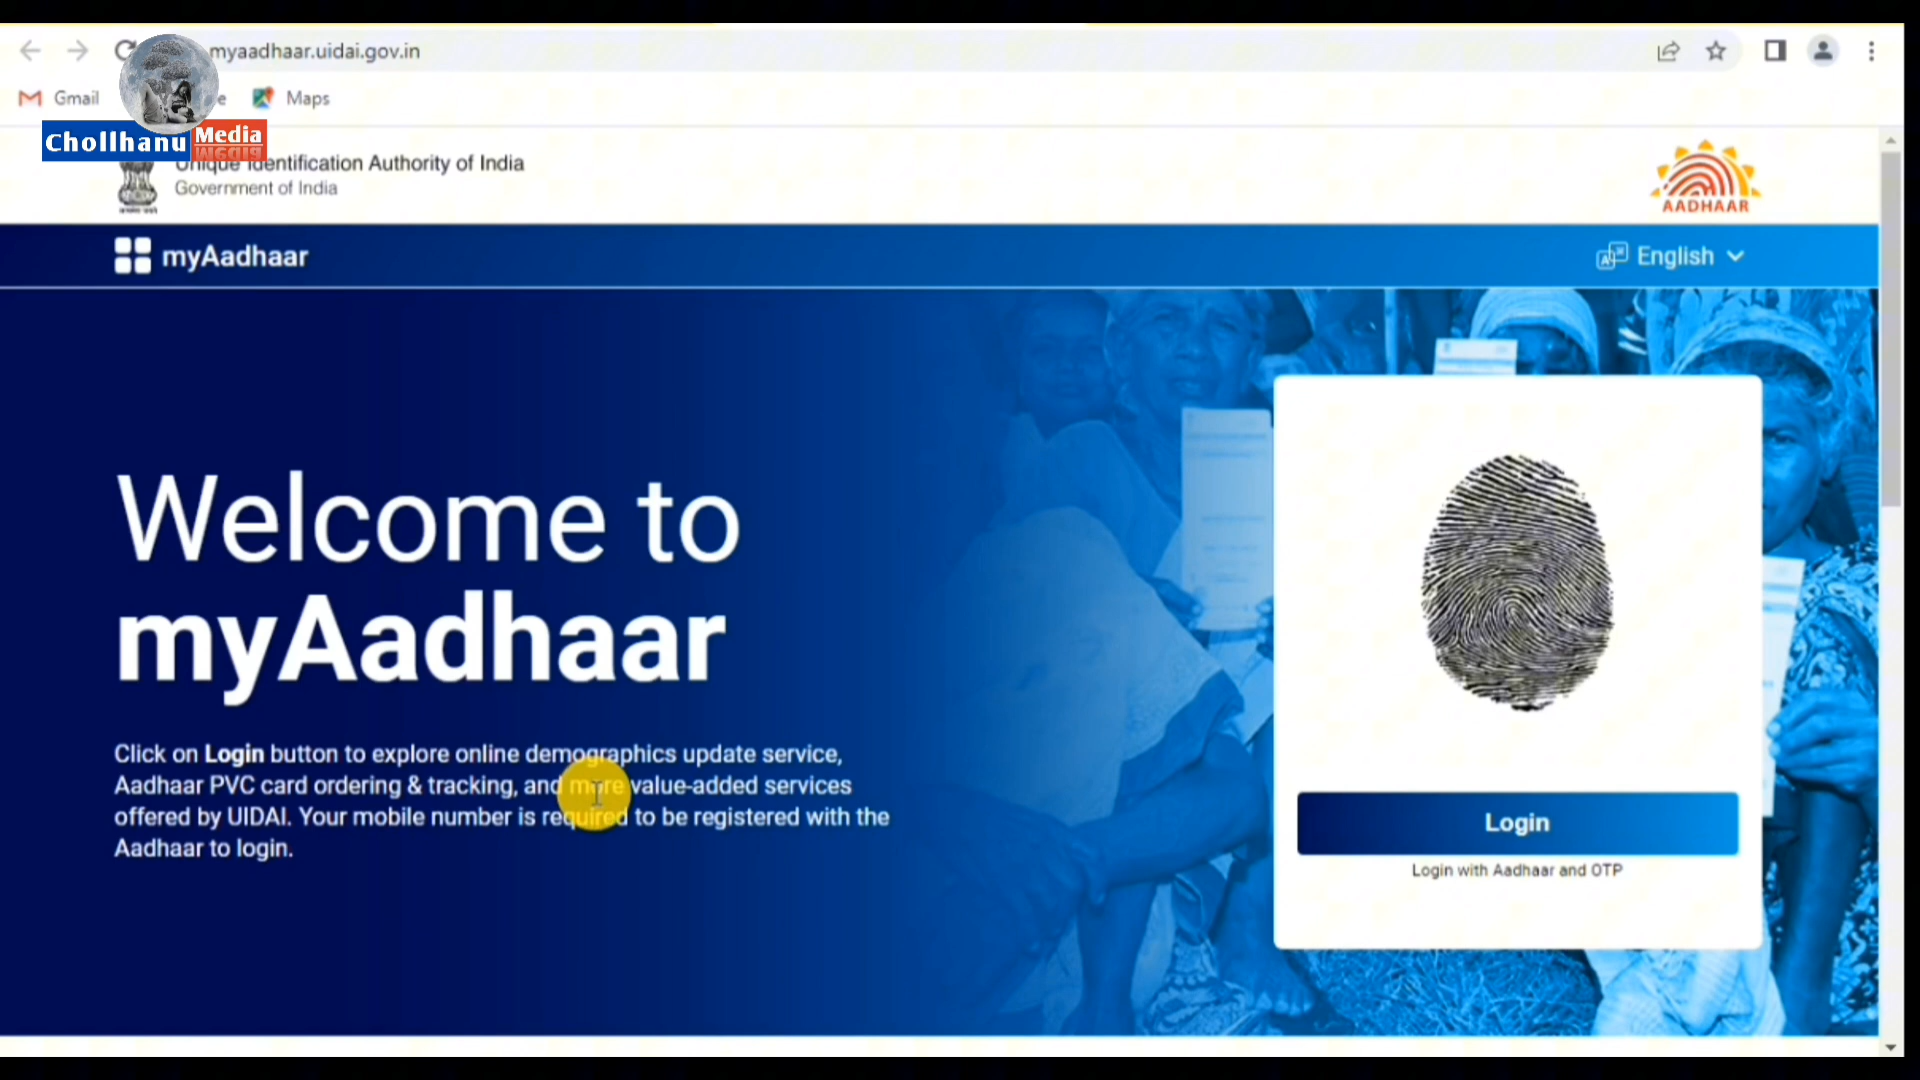 myaadhaar.uidai.gov.in
Gmail
Maps
Chollhanu Media
Unique Identification Authority of India
Government of India
AADHAAR
myAadhaar
English
Welcome to
myAadhaar
Click on Login button to explore online demographics update service,
Aadhaar PVC card ordering & tracking, and more value-added services
offered by UIDAI. Your mobile number is required to be registered with the
Aadhaar to login.
Login
Login with Aadhaar and OTP